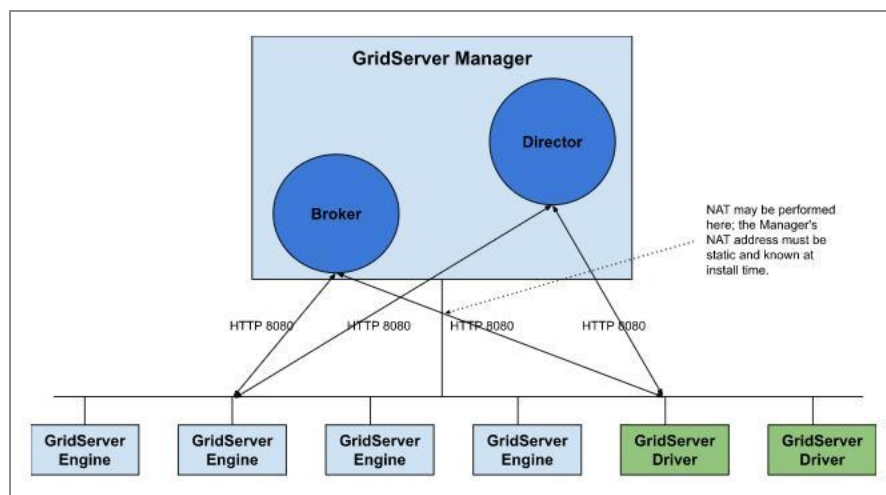 GridServer Manager
Director
Broker
NAT may be performed
here; the Manager's
NAT address must be
static and known at
install time.
HTTP 8080
HTTP 8080
HTTP 8080
HTTP 8080
GridServer
Engine
GridServer
Engine
GridServer
Engine
GridServer
Engine
GridServer
Driver
GridServer
Driver